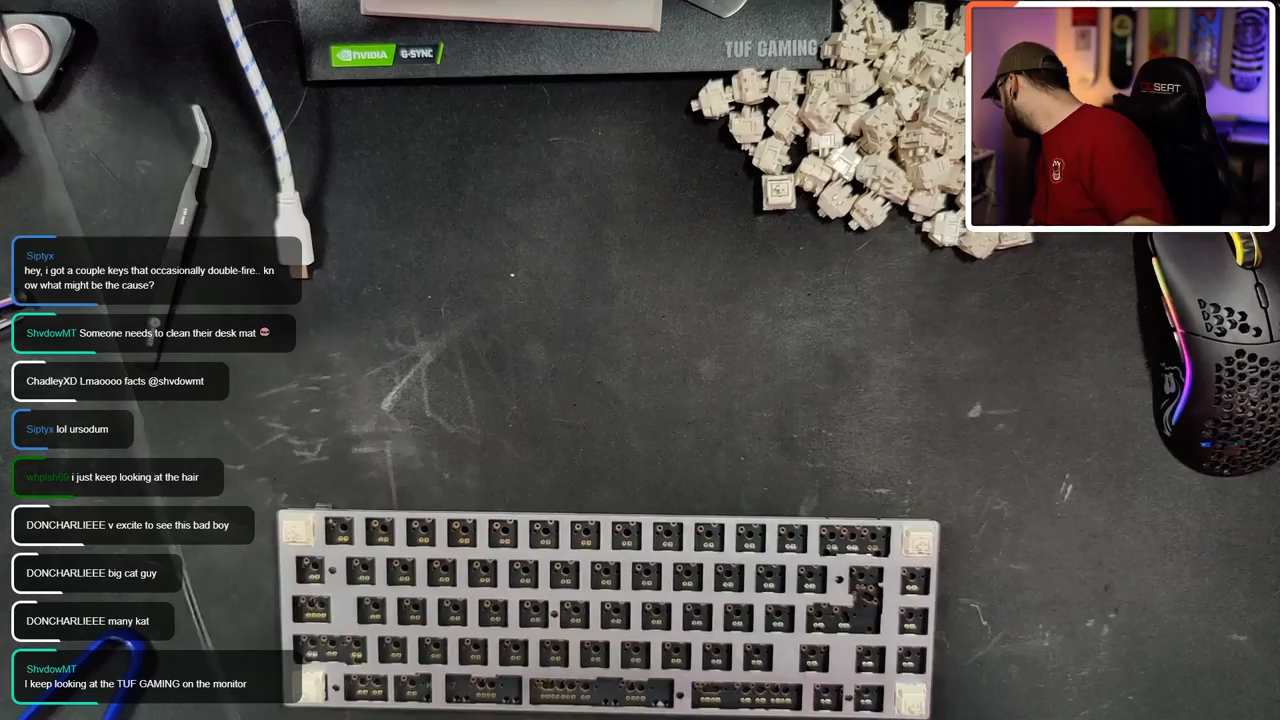 NVIDIA G-SYNC
TUF GAMING
Siptyx
hey, i got a couple keys that occasionally double-fire.. kn
ow what might be the cause?
ShvdowMT Someone needs to clean their desk mat
ChadleyXD Lmaoooo facts @shvdowmt
Siptyx lol ursodum
whiplsh69 i just keep looking at the hair
DONCHARLIEEE v excite to see this bad boy
DONCHARLIEEE big cat guy
DONCHARLIEEE many kat
ShvdowMT
I keep looking at the TUF GAMING on the monitor